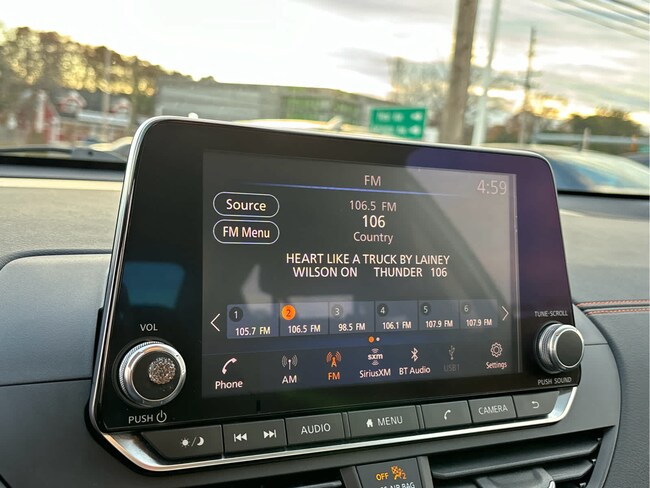 FM
4:59
Source
106.5 FM
106
FM Menu
Country
HEART LIKE A TRUCK BY LAINEY
WILSON ON THUNDER 106
1 2 3 4 5 6
105.7 FM 106.5 FM 98.5 FM 106.1 FM 107.9 FM 107.9 FM
sxm
Phone AM FM SiriusXM BT Audio USB1 Settings
VOL
PUSH
TUNE·SCROLL
PUSH SOUND
AUDIO MENU CAMERA
OFF
AIR BAG